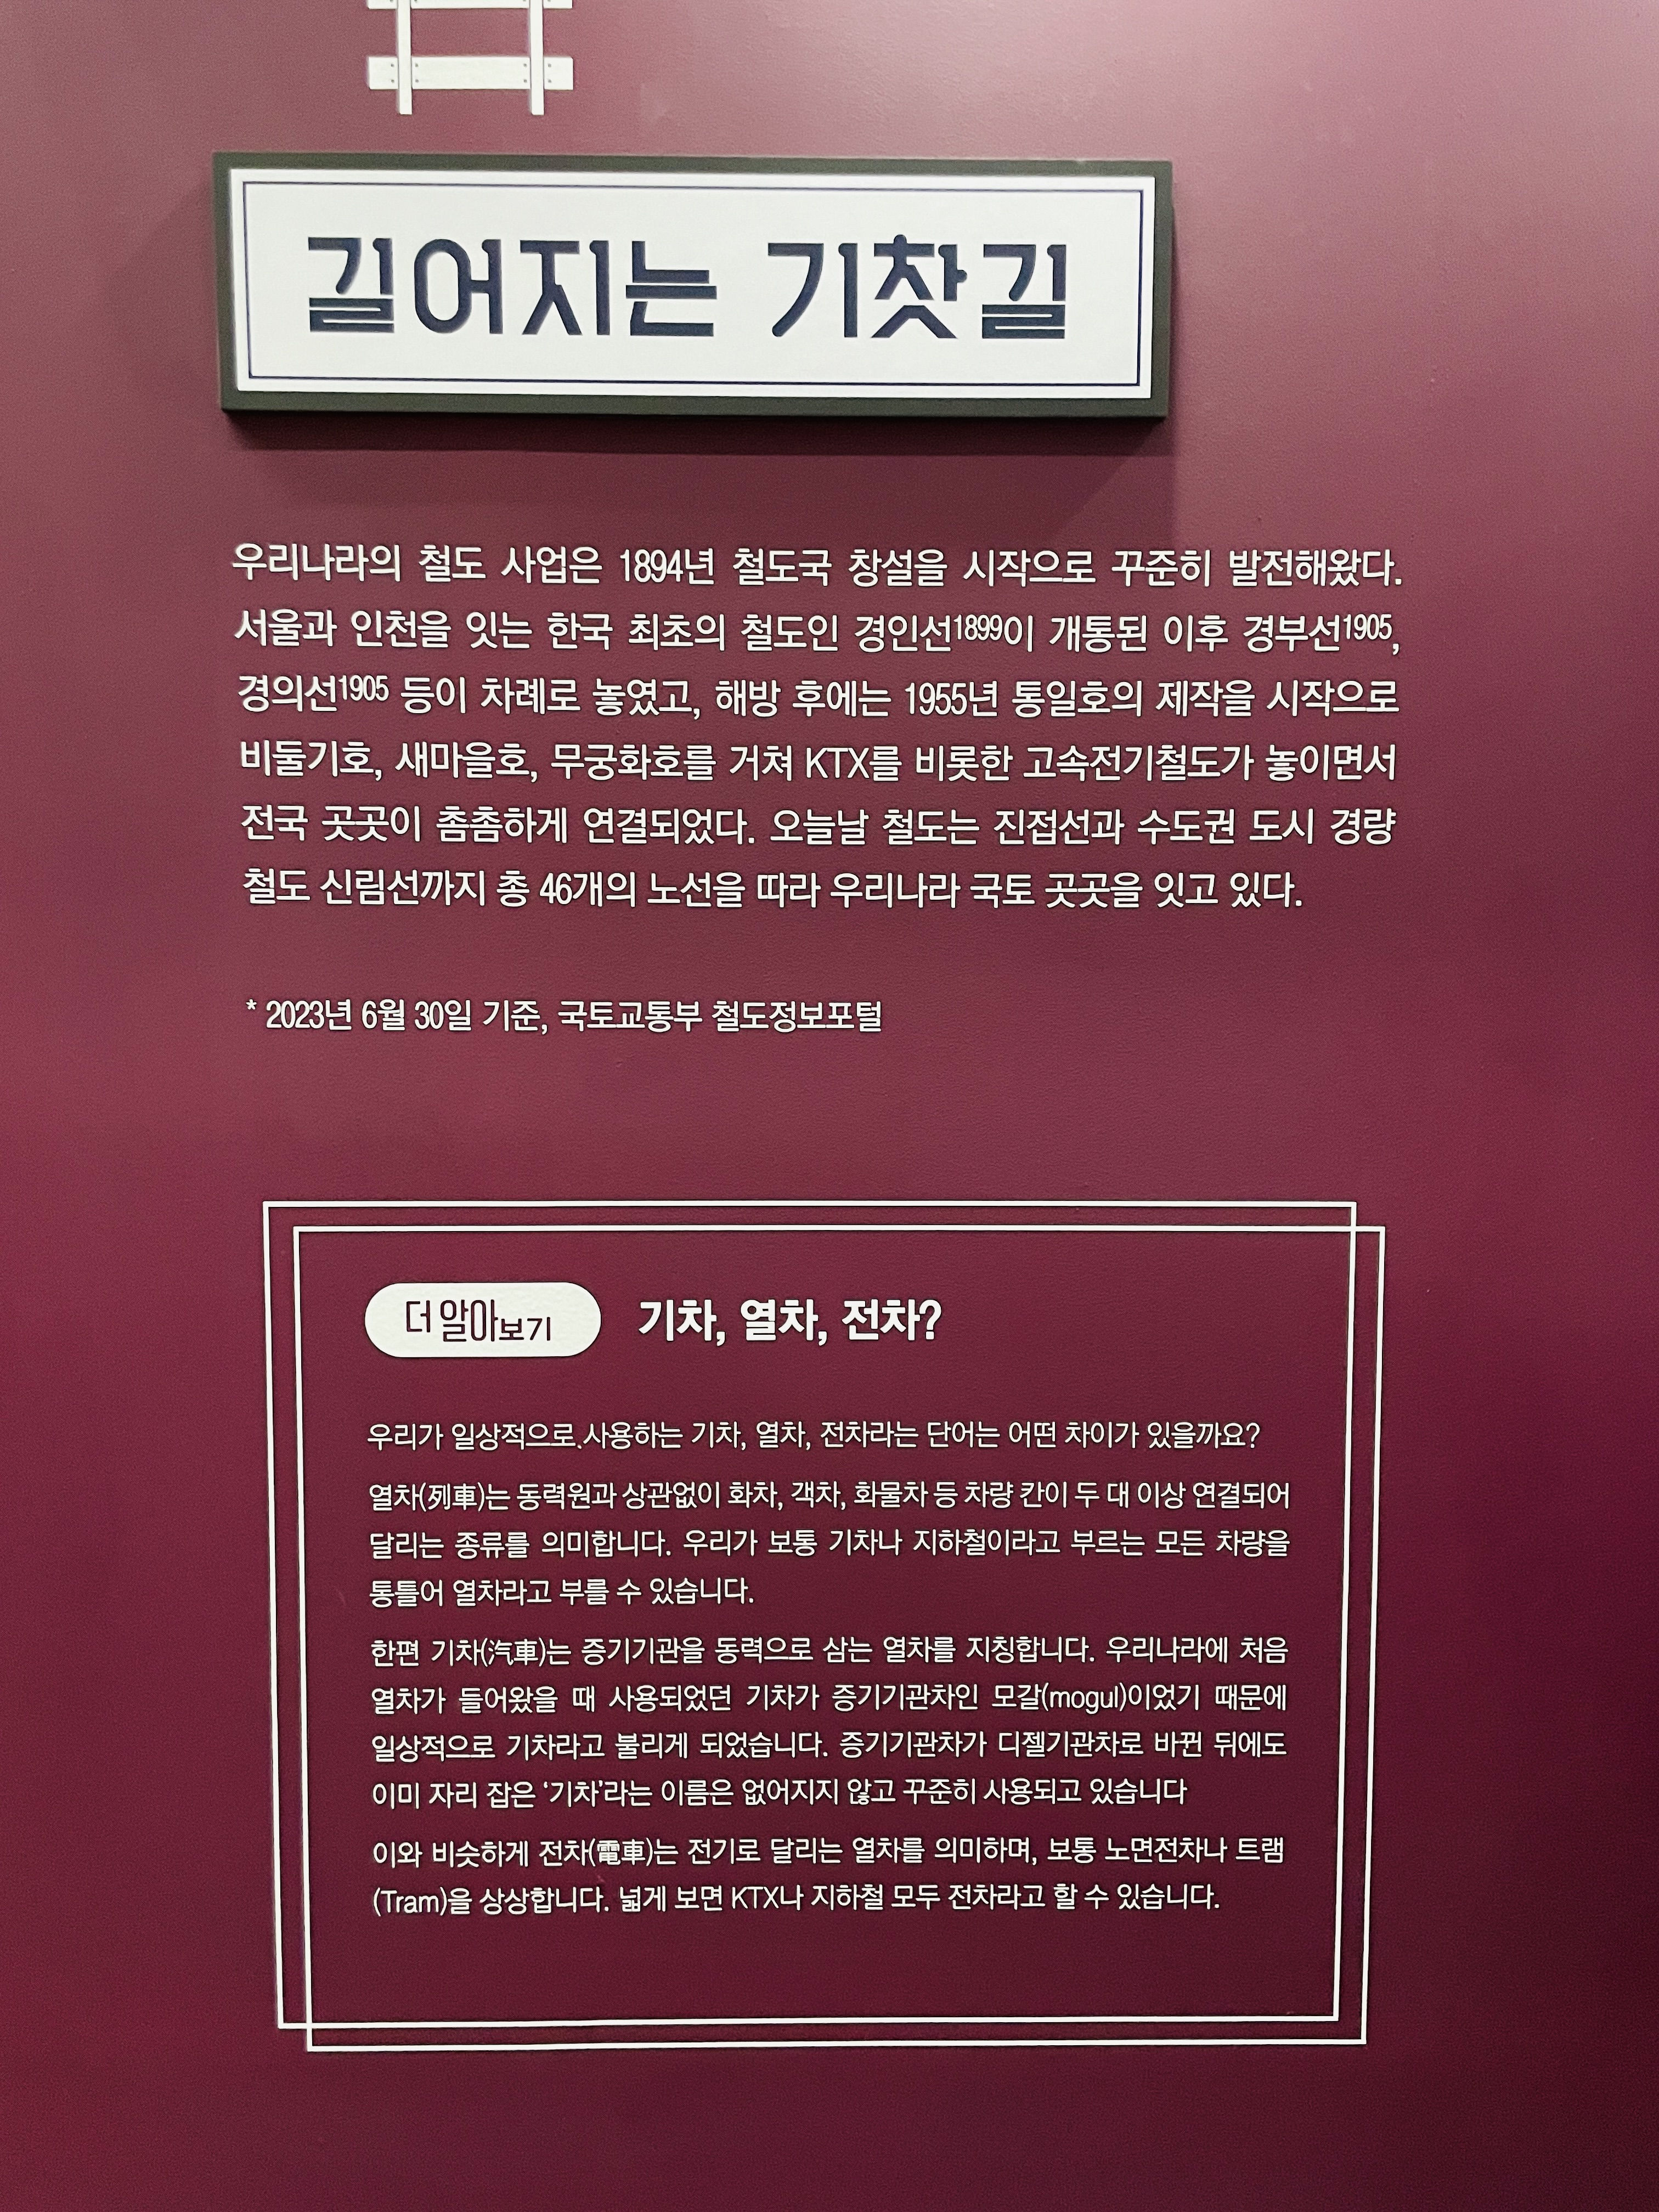 길어지는 기찻길
우리나라의 철도 사업은 1894년 철도국 창설을 시작으로 꾸준히 발전해왔다.
서울과 인천을 잇는 한국 최초의 철도인 경인선1899이 개통된 이후 경부선1905,
경의선1905 등이 차례로 놓였고, 해방 후에는 1955년 통일호의 제작을 시작으로
비둘기호, 새마을호, 무궁화호를 거쳐 KTX를 비롯한 고속전기철도가 놓이면서
전국 곳곳이 촘촘하게 연결되었다. 오늘날 철도는 진접선과 수도권 도시 경량
철도 신림선까지 총 46개의 노선을 따라 우리나라 국토 곳곳을 잇고 있다.
* 2023년 6월 30일 기준, 국토교통부 철도정보포털
더 알아보기 기차, 열차, 전차?
우리가 일상적으로 사용하는 기차, 열차, 전차라는 단어는 어떤 차이가 있을까요?
열차(列車)는 동력원과 상관없이 화차, 객차, 화물차 등 차량 칸이 두 대 이상 연결되어
달리는 종류를 의미합니다. 우리가 보통 기차나 지하철이라고 부르는 모든 차량을
통틀어 열차라고 부를 수 있습니다.
한편 기차(汽車)는 증기기관을 동력으로 삼는 열차를 지칭합니다. 우리나라에 처음
열차가 들어왔을 때 사용되었던 기차가 증기기관차인 모갈(mogul)이었기 때문에
일상적으로 기차라고 불리게 되었습니다. 증기기관차가 디젤기관차로 바뀐 뒤에도
이미 자리 잡은 ‘기차’라는 이름은 없어지지 않고 꾸준히 사용되고 있습니다
이와 비슷하게 전차(電車)는 전기로 달리는 열차를 의미하며, 보통 노면전차나 트램
(Tram)을 상상합니다. 넓게 보면 KTX나 지하철 모두 전차라고 할 수 있습니다.